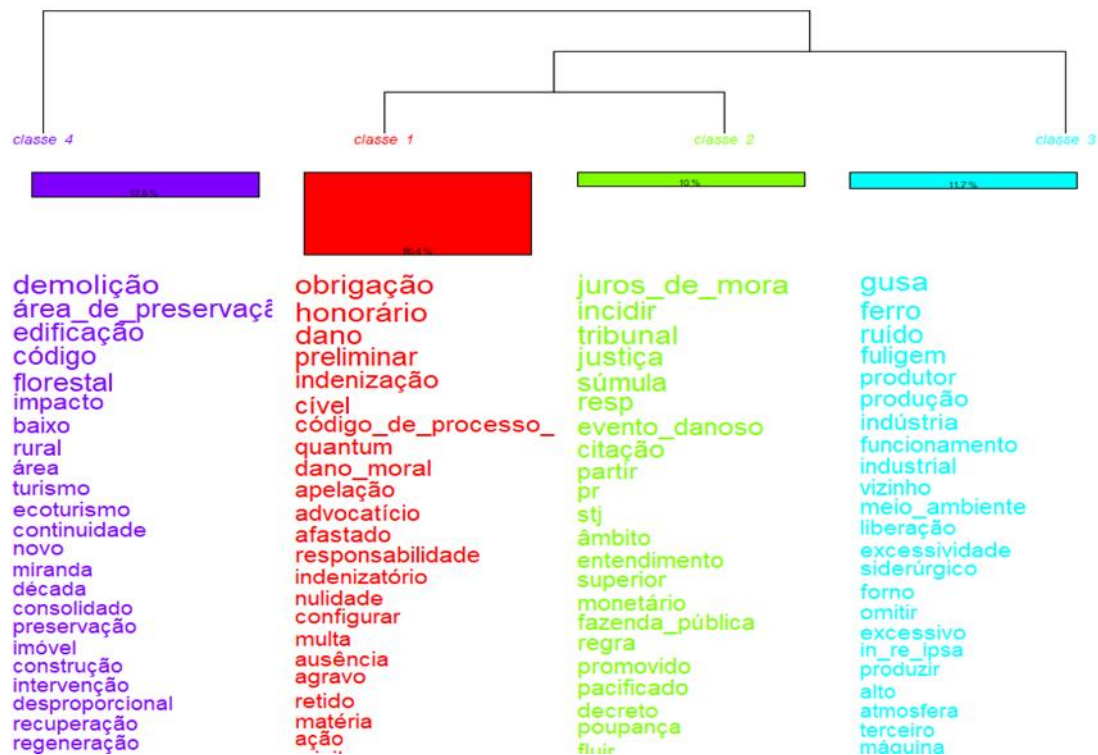 classe 4
classe 1
classe 2
classe 3
60.4 %
10 %
11.7 %
demolição
área_de_preservaçã
edificação
código
florestal
impacto
baixo
rural
área
turismo
ecoturismo
continuidade
novo
miranda
década
consolidado
preservação
imóvel
construção
intervenção
desproporcional
recuperação
regeneração
obrigação
honorário
dano
preliminar
indenização
cível
código_de_processo_
quantum
dano_moral
apelação
advocatício
afastado
responsabilidade
indenizatório
nulidade
configurar
multa
ausência
agravo
retido
matéria
ação
juros_de_mora
incidir
tribunal
justiça
súmula
resp
evento_danoso
citação
partir
pr
stj
âmbito
entendimento
superior
monetário
fazenda_pública
regra
promovido
pacificado
decreto
poupança
fluir
gusa
ferro
ruído
fuligem
produtor
produção
indústria
funcionamento
industrial
vizinho
meio_ambiente
liberação
excessividade
siderúrgico
forno
omitir
excessivo
in_re_ipsa
produzir
alto
atmosfera
terceiro
máquina